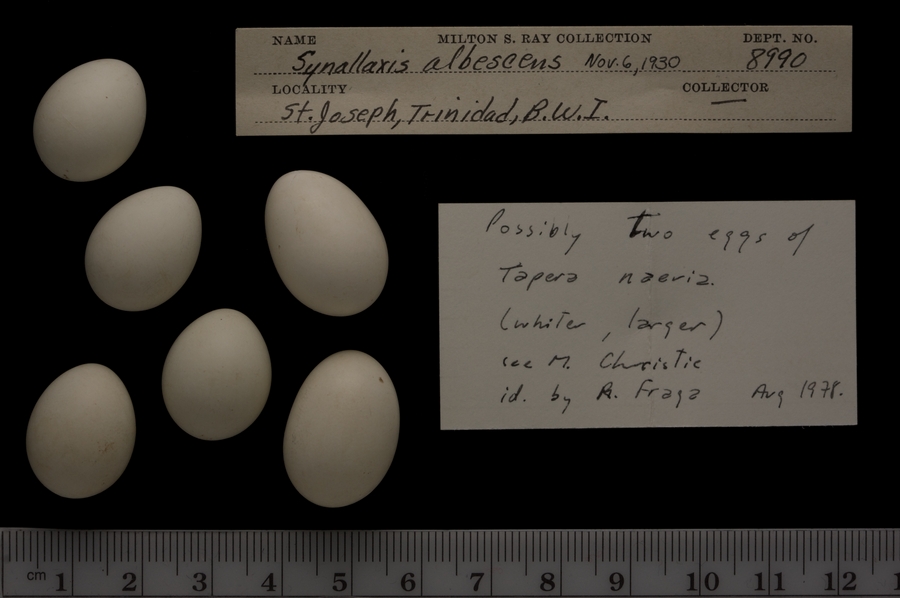 NAME MILTON S. RAY COLLECTION DEPT. NO.
Synallaxis albescens Nov. 6, 1930 8990
LOCALITY COLLECTOR
St. Joseph, Trinidad, B.W.I. —
Possibly two eggs of
Tapera naevia.
(whiter, larger)
see M. Christie
id. by R. Fraga Aug 1978.
cm 1 2 3 4 5 6 7 8 9 10 11 12